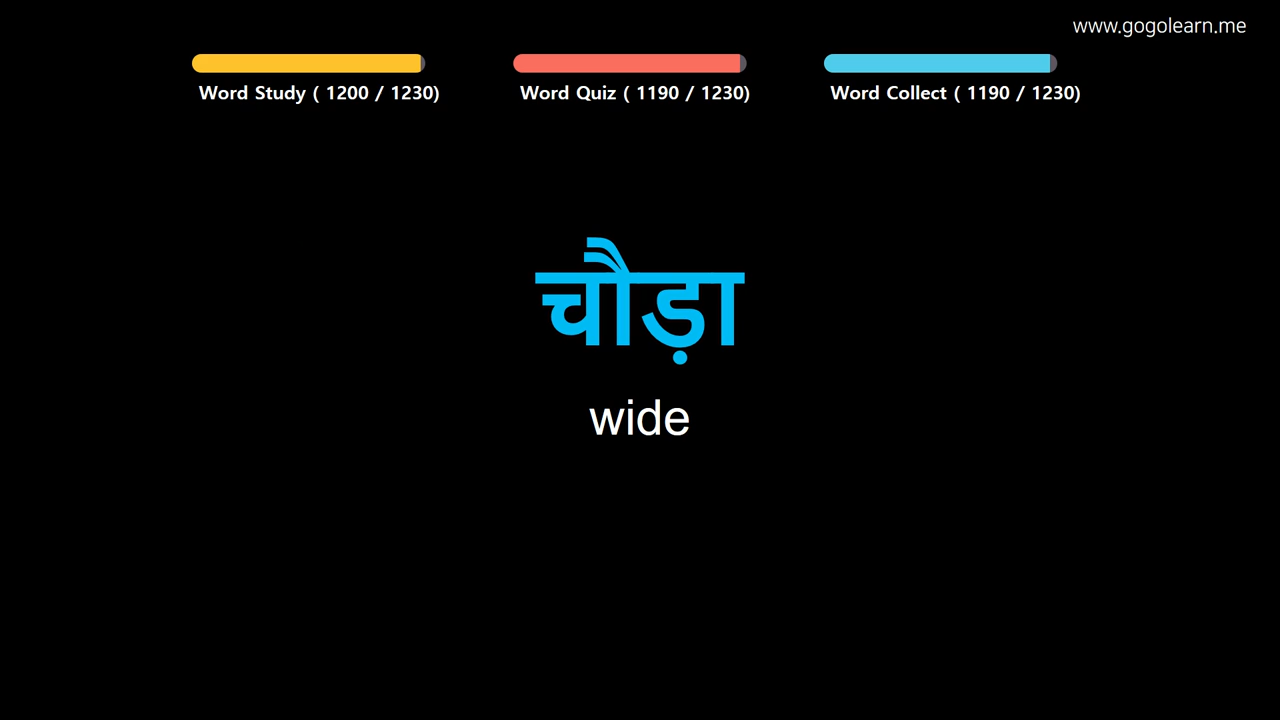 www.gogolearn.me
Word Study ( 1200 / 1230)
Word Quiz ( 1190 / 1230)
Word Collect ( 1190 / 1230)
चौड़ा
wide